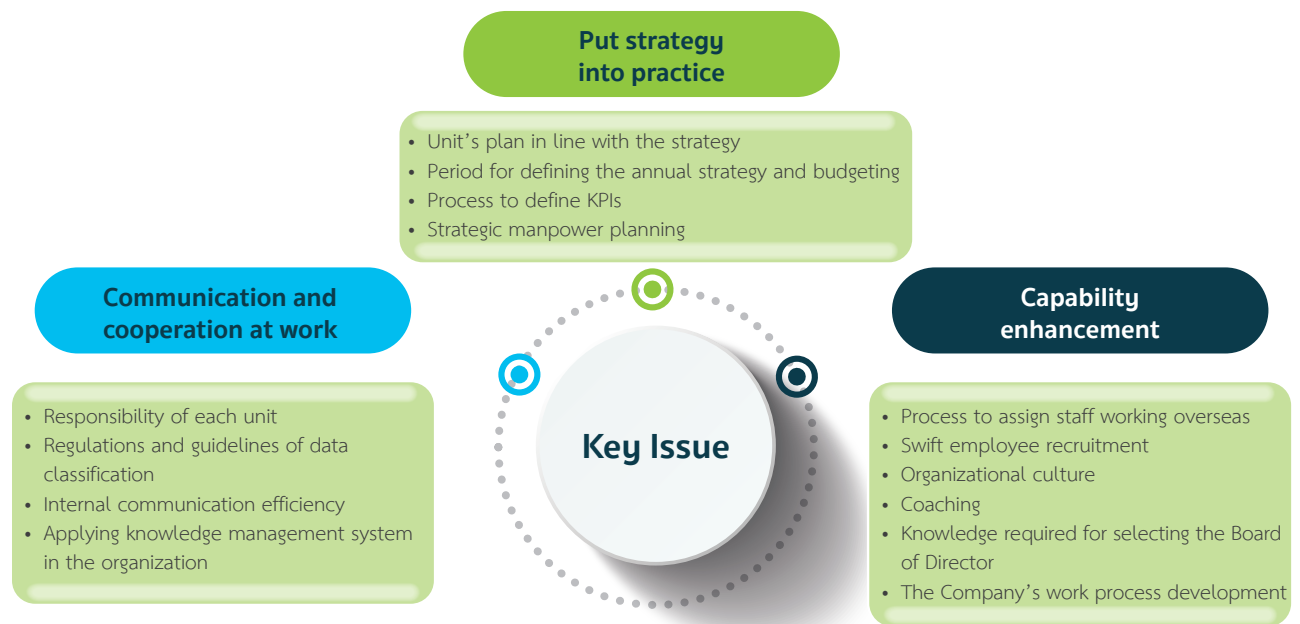 Put strategy
into practice
• Unit's plan in line with the strategy
• Period for defining the annual strategy and budgeting
• Process to define KPIs
• Strategic manpower planning
Communication and
cooperation at work
• Responsibility of each unit
• Regulations and guidelines of data
classification
• Internal communication efficiency
• Applying knowledge management system
in the organization
Key Issue
Capability
enhancement
• Process to assign staff working overseas
• Swift employee recruitment
• Organizational culture
• Coaching
• Knowledge required for selecting the Board
of Director
• The Company's work process development